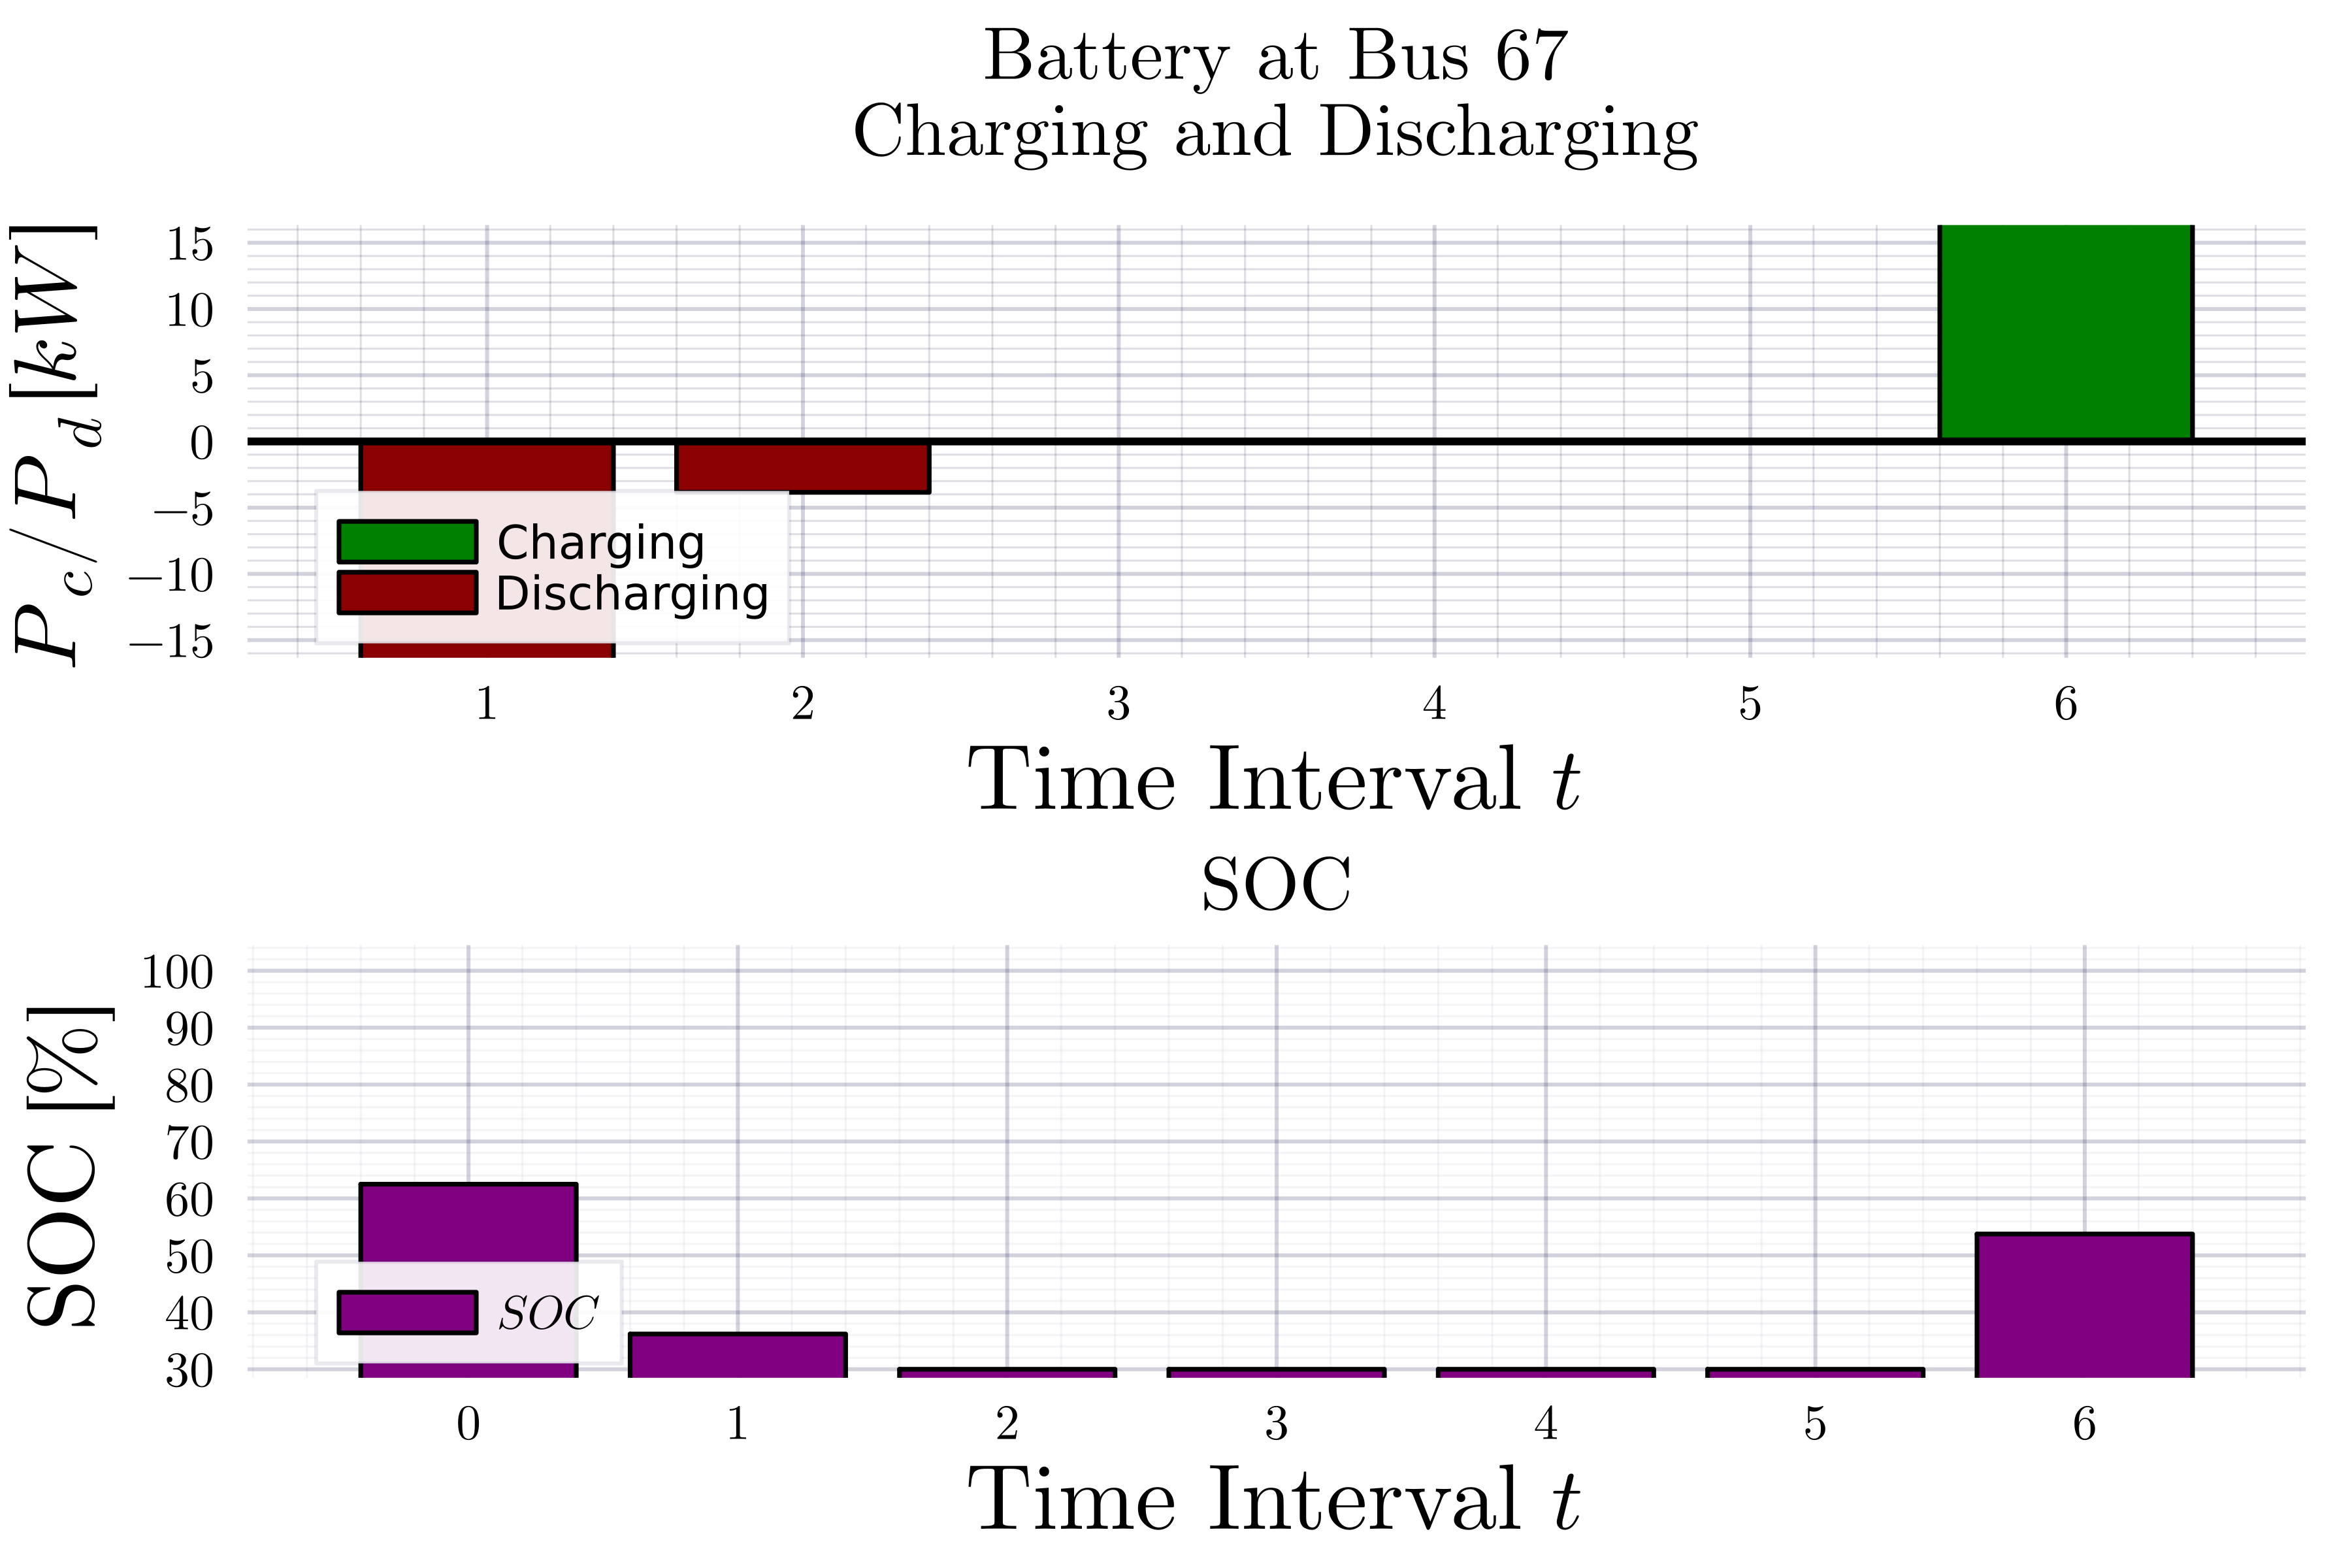 Battery at Bus 67
Charging and Discharging
P_c/P_d [kW]
15
10
5
0
−5
−10
−15
Charging
Discharging
1 2 3 4 5 6
Time Interval t
SOC
SOC [%]
100
90
80
70
60
50
40
30
SOC
0 1 2 3 4 5 6
Time Interval t